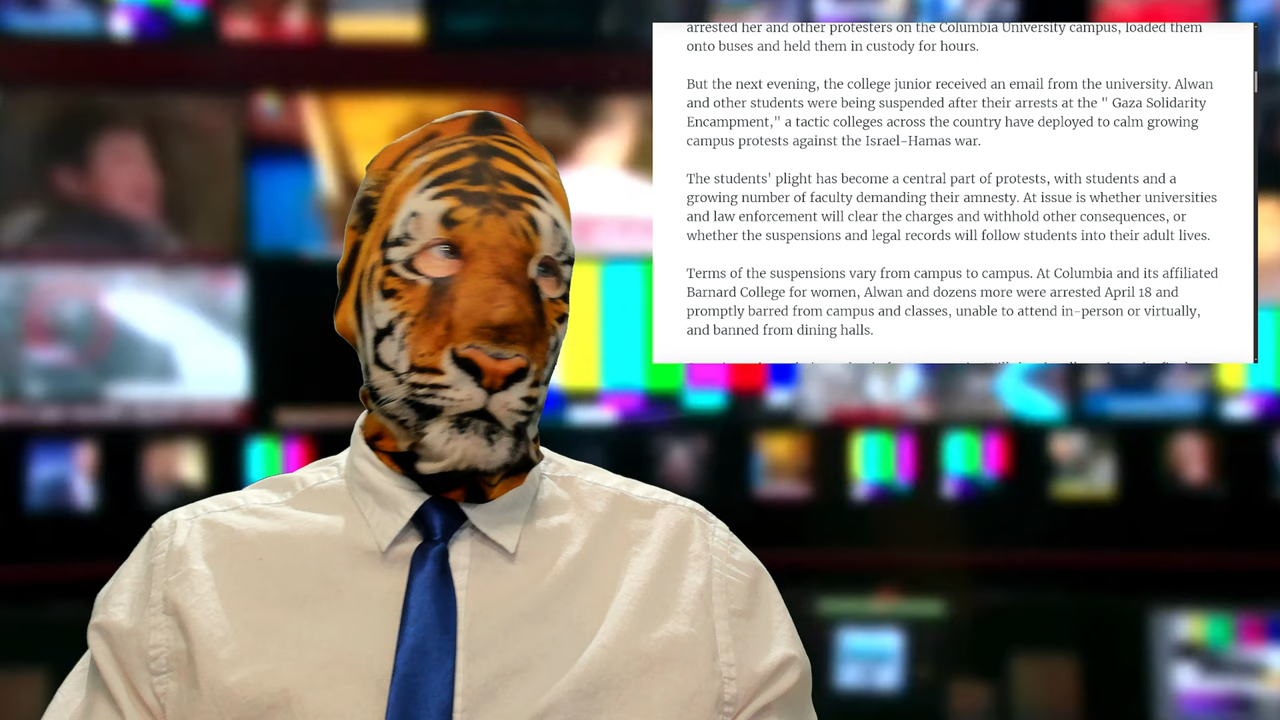 arrested her and other protesters on the Columbia University campus, loaded them
onto buses and held them in custody for hours.
But the next evening, the college junior received an email from the university. Alwan
and other students were being suspended after their arrests at the " Gaza Solidarity
Encampment," a tactic colleges across the country have deployed to calm growing
campus protests against the Israel-Hamas war.
The students' plight has become a central part of protests, with students and a
growing number of faculty demanding their amnesty. At issue is whether universities
and law enforcement will clear the charges and withhold other consequences, or
whether the suspensions and legal records will follow students into their adult lives.
Terms of the suspensions vary from campus to campus. At Columbia and its affiliated
Barnard College for women, Alwan and dozens more were arrested April 18 and
promptly barred from campus and classes, unable to attend in-person or virtually,
and banned from dining halls.